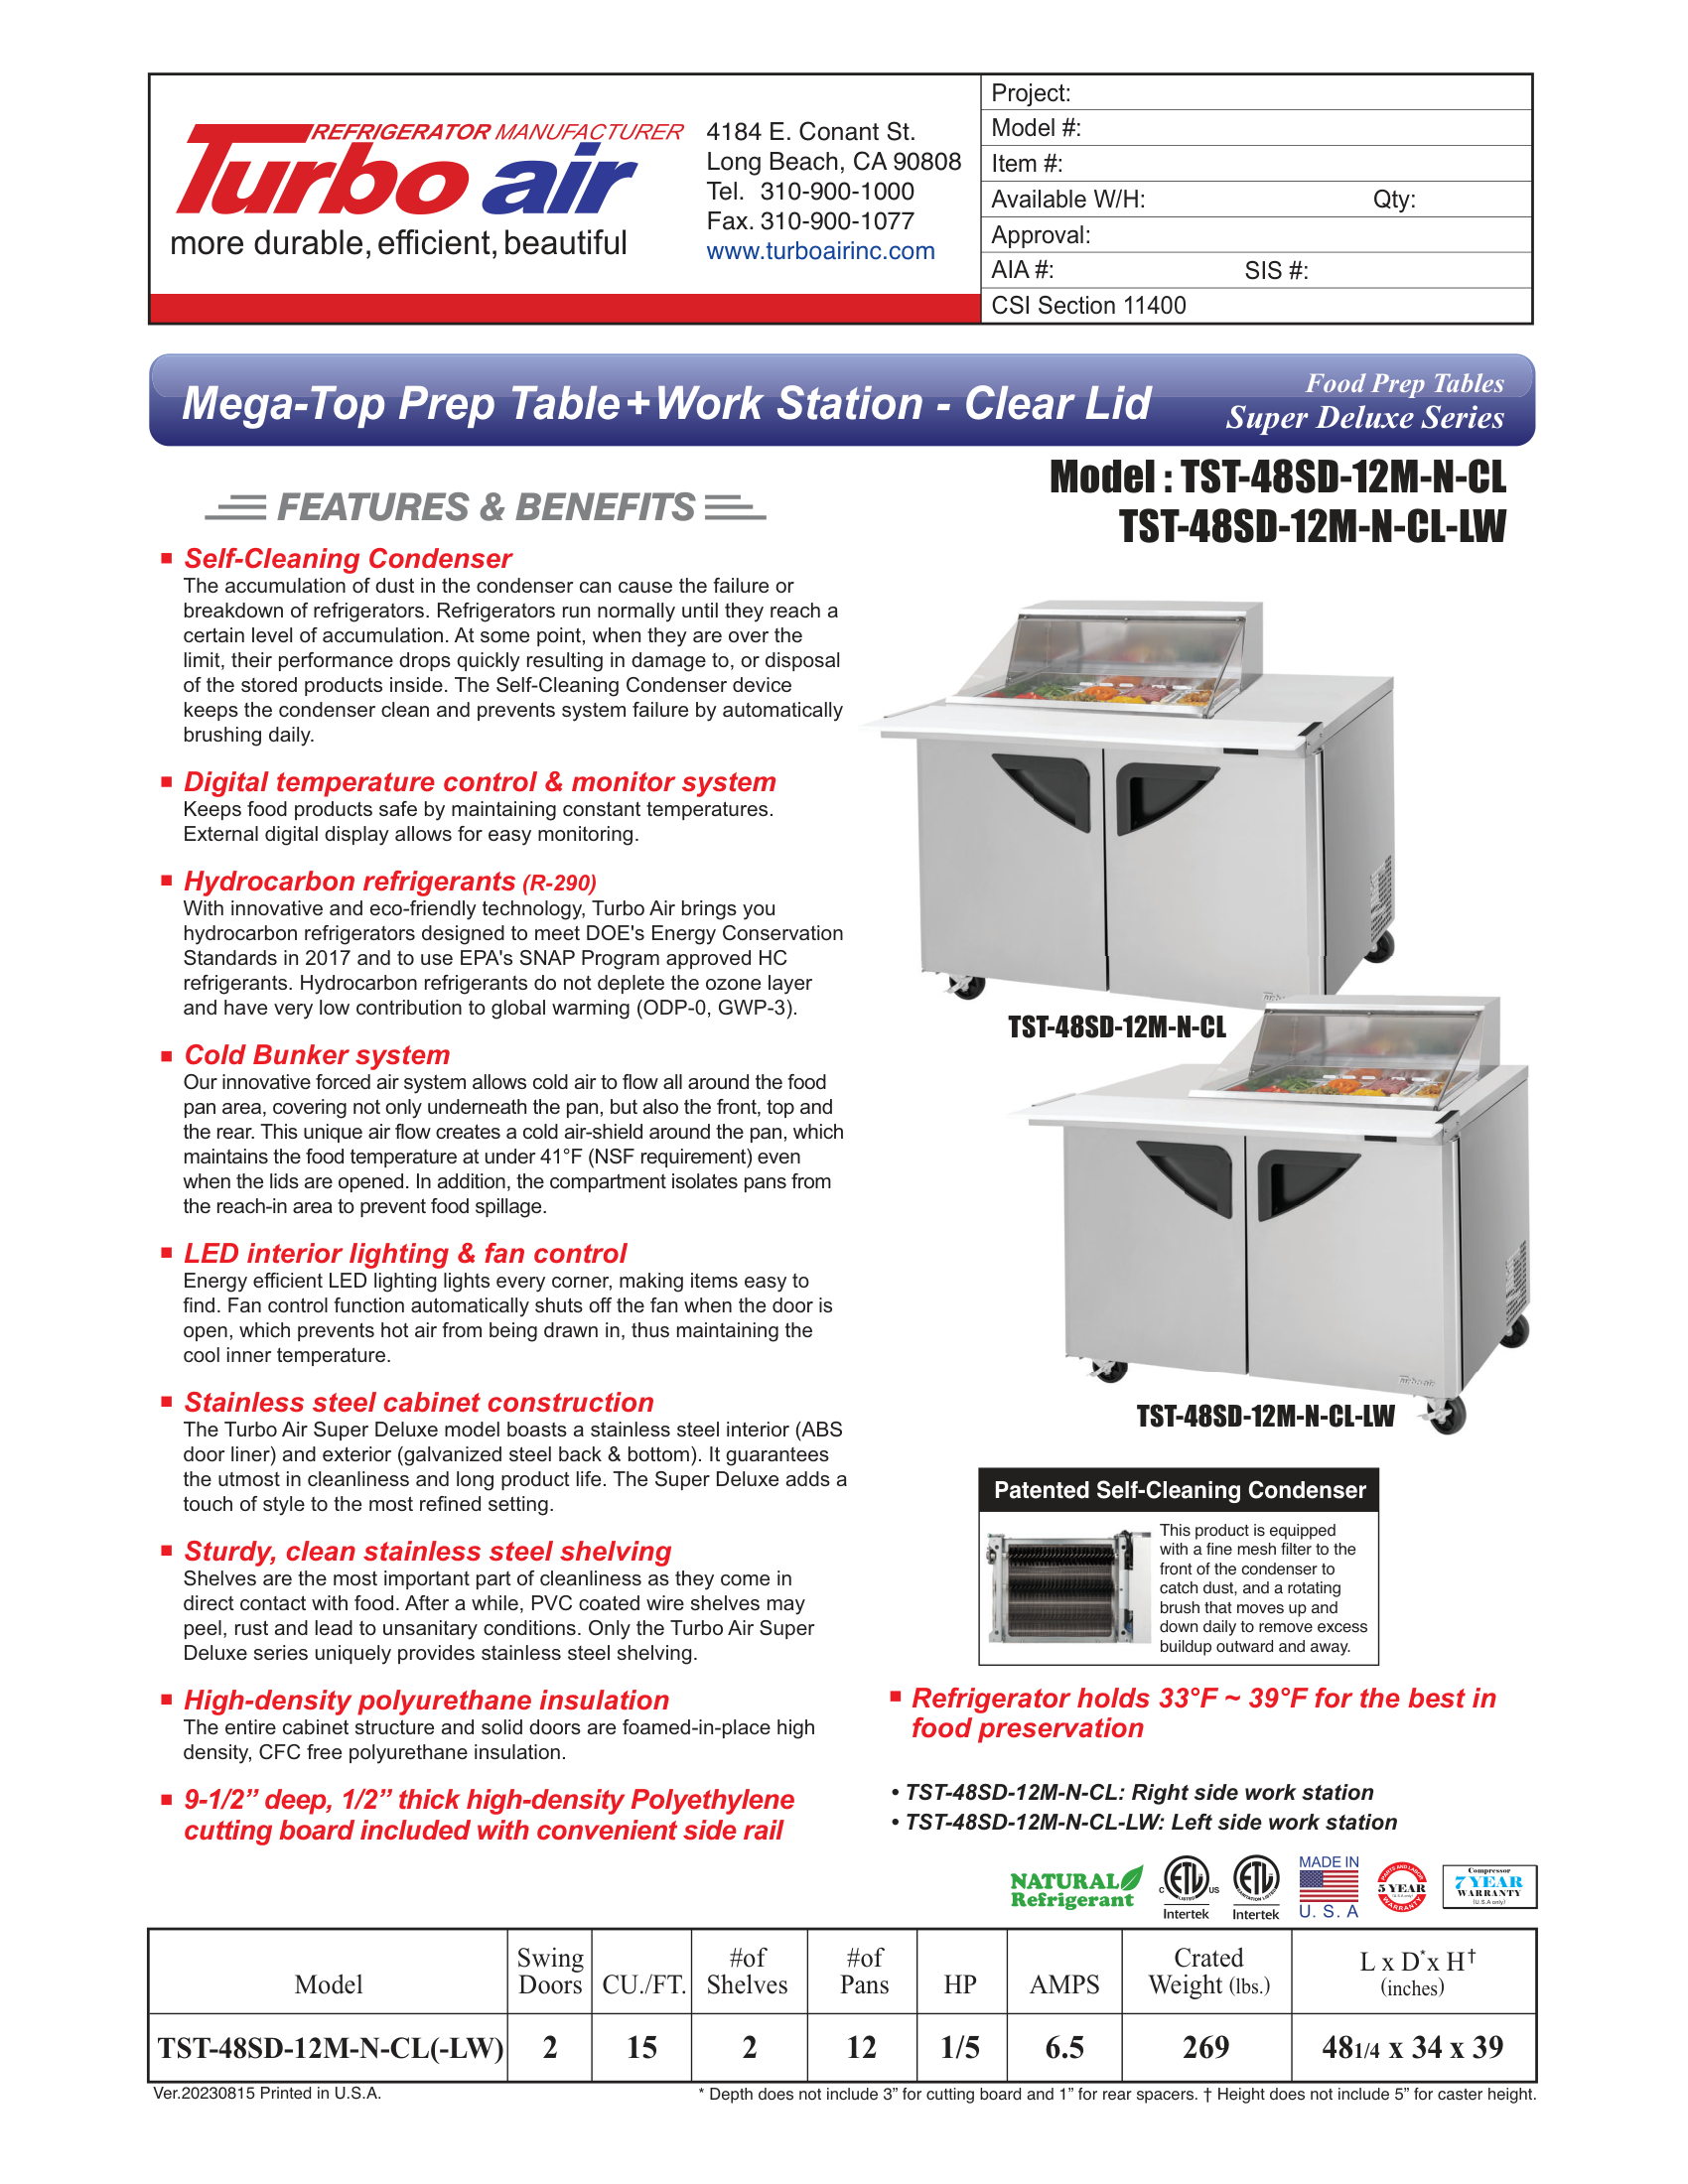 REFRIGERATOR MANUFACTURER
Turbo air
more durable, efficient, beautiful
4184 E. Conant St.
Long Beach, CA 90808
Tel. 310-900-1000
Fax. 310-900-1077
www.turboairinc.com
Project:
Model #:
Item #:
Available W/H: Qty:
Approval:
AIA #: SIS #:
CSI Section 11400
Mega-Top Prep Table+Work Station - Clear Lid
Food Prep Tables
Super Deluxe Series
Model : TST-48SD-12M-N-CL
TST-48SD-12M-N-CL-LW
FEATURES & BENEFITS
Self-Cleaning Condenser
The accumulation of dust in the condenser can cause the failure or
breakdown of refrigerators. Refrigerators run normally until they reach a
certain level of accumulation. At some point, when they are over the
limit, their performance drops quickly resulting in damage to, or disposal
of the stored products inside. The Self-Cleaning Condenser device
keeps the condenser clean and prevents system failure by automatically
brushing daily.
Digital temperature control & monitor system
Keeps food products safe by maintaining constant temperatures.
External digital display allows for easy monitoring.
Hydrocarbon refrigerants (R-290)
With innovative and eco-friendly technology, Turbo Air brings you
hydrocarbon refrigerators designed to meet DOE's Energy Conservation
Standards in 2017 and to use EPA's SNAP Program approved HC
refrigerants. Hydrocarbon refrigerants do not deplete the ozone layer
and have very low contribution to global warming (ODP-0, GWP-3).
Cold Bunker system
Our innovative forced air system allows cold air to flow all around the food
pan area, covering not only underneath the pan, but also the front, top and
the rear. This unique air flow creates a cold air-shield around the pan, which
maintains the food temperature at under 41°F (NSF requirement) even
when the lids are opened. In addition, the compartment isolates pans from
the reach-in area to prevent food spillage.
LED interior lighting & fan control
Energy efficient LED lighting lights every corner, making items easy to
find. Fan control function automatically shuts off the fan when the door is
open, which prevents hot air from being drawn in, thus maintaining the
cool inner temperature.
Stainless steel cabinet construction
The Turbo Air Super Deluxe model boasts a stainless steel interior (ABS
door liner) and exterior (galvanized steel back & bottom). It guarantees
the utmost in cleanliness and long product life. The Super Deluxe adds a
touch of style to the most refined setting.
Sturdy, clean stainless steel shelving
Shelves are the most important part of cleanliness as they come in
direct contact with food. After a while, PVC coated wire shelves may
peel, rust and lead to unsanitary conditions. Only the Turbo Air Super
Deluxe series uniquely provides stainless steel shelving.
High-density polyurethane insulation
The entire cabinet structure and solid doors are foamed-in-place high
density, CFC free polyurethane insulation.
9-1/2” deep, 1/2” thick high-density Polyethylene
cutting board included with convenient side rail
TST-48SD-12M-N-CL
Turbo air
TST-48SD-12M-N-CL-LW
Patented Self-Cleaning Condenser
This product is equipped
with a fine mesh filter to the
front of the condenser to
catch dust, and a rotating
brush that moves up and
down daily to remove excess
buildup outward and away.
Refrigerator holds 33°F ~ 39°F for the best in
food preservation
• TST-48SD-12M-N-CL: Right side work station
• TST-48SD-12M-N-CL-LW: Left side work station
NATURAL
Refrigerant
C ETL US
LISTED
Intertek
ETL
SANITATION LISTED
Intertek
MADE IN
U. S. A
PARTS AND LABOR
5 YEAR
(U.S.A only)
WARRANTY
Compressor
7 YEAR
WARRANTY
(U.S.A only)
Model Swing Doors CU./FT. #of Shelves #of Pans HP AMPS Crated Weight (lbs.) L x D* x H† (inches)
TST-48SD-12M-N-CL(-LW) 2 15 2 12 1/5 6.5 269 481/4 x 34 x 39
Ver.20230815 Printed in U.S.A.
* Depth does not include 3” for cutting board and 1” for rear spacers. † Height does not include 5” for caster height.